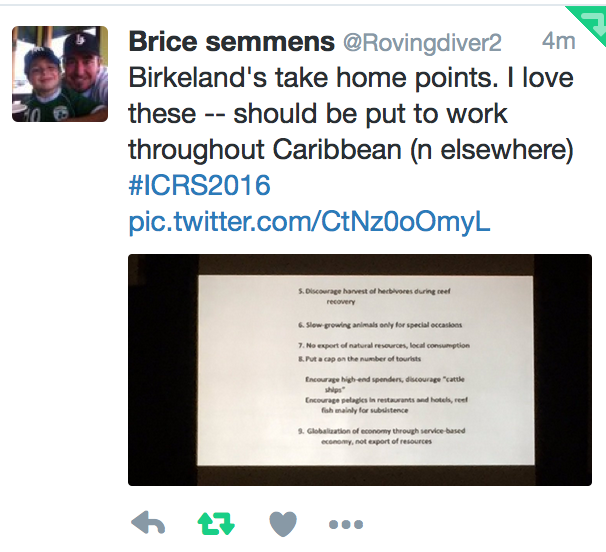 Brice semmens @Rovingdiver2 4m
Birkeland's take home points. I love
these -- should be put to work
throughout Caribbean (n elsewhere)
#ICRS2016
pic.twitter.com/CtNz0oOmyL
5. Discourage harvest of herbivores during reef
recovery
6. Slow-growing animals only for special occasions
7. No export of natural resources, local consumption
8. Put a cap on the number of tourists
Encourage high-end spenders, discourage "cattle
ships"
Encourage pelagics in restaurants and hotels, reef
fish mainly for subsistence
9. Globalization of economy through service-based
economy, not export of resources